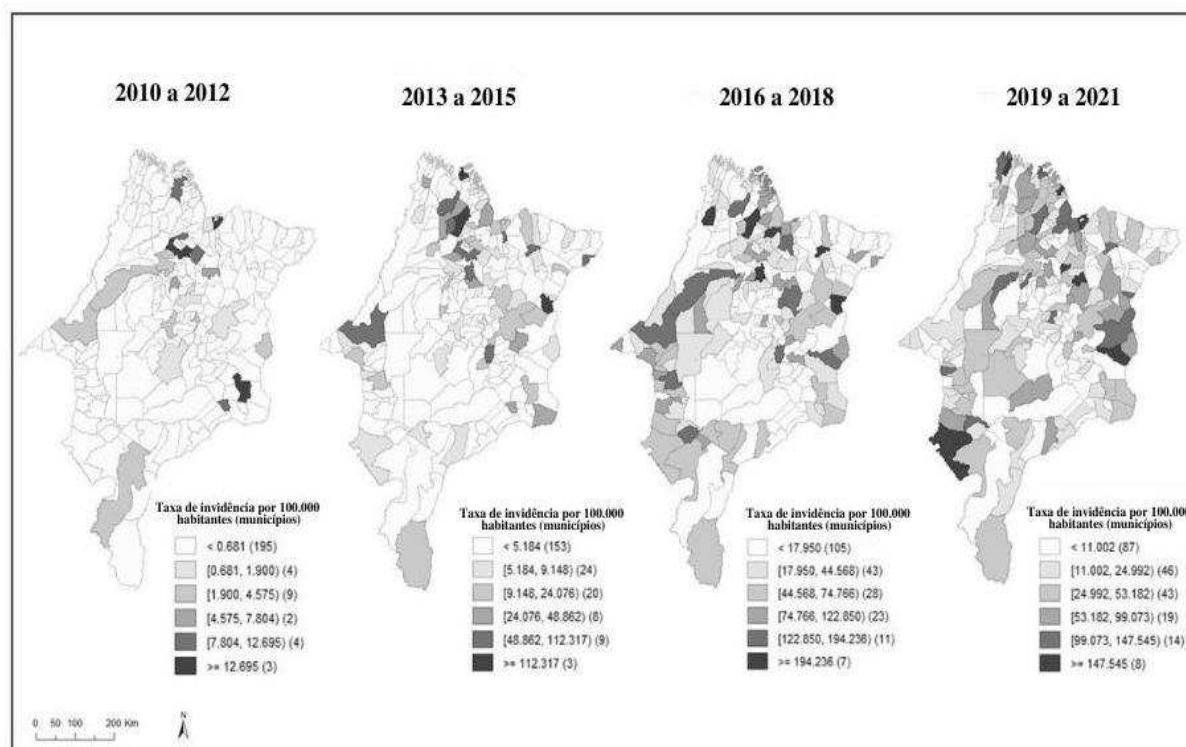 2010 a 2012
2013 a 2015
2016 a 2018
2019 a 2021
Taxa de invidência por 100.000
habitantes (municípios)
< 0.681 (195)
[0.681, 1.900) (4)
[1.900, 4.575) (9)
[4.575, 7.804) (2)
[7.804, 12.695) (4)
>= 12.695 (3)
Taxa de invidência por 100.000
habitantes (municípios)
< 5.184 (153)
[5.184, 9.148) (24)
[9.148, 24.076) (20)
[24.076, 48.862) (8)
[48.862, 112.317) (9)
>= 112.317 (3)
Taxa de invidência por 100.000
habitantes (municípios)
< 17.950 (105)
[17.950, 44.568) (43)
[44.568, 74.766) (28)
[74.766, 122.850) (23)
[122.850, 194.236) (11)
>= 194.236 (7)
Taxa de invidência por 100.000
habitantes (municípios)
< 11.002 (87)
[11.002, 24.992) (46)
[24.992, 53.182) (43)
[53.182, 99.073) (19)
[99.073, 147.545) (14)
>= 147.545 (8)
0 50 100 200 Km
N